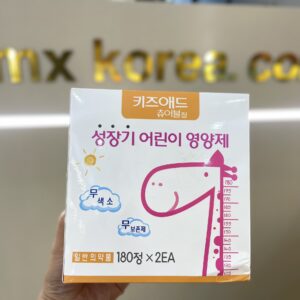 mx korea.co
키즈애드
츄어블정
성장기 어린이 영양제
무
색소
무
보존제
일반의약품 180정×2EA